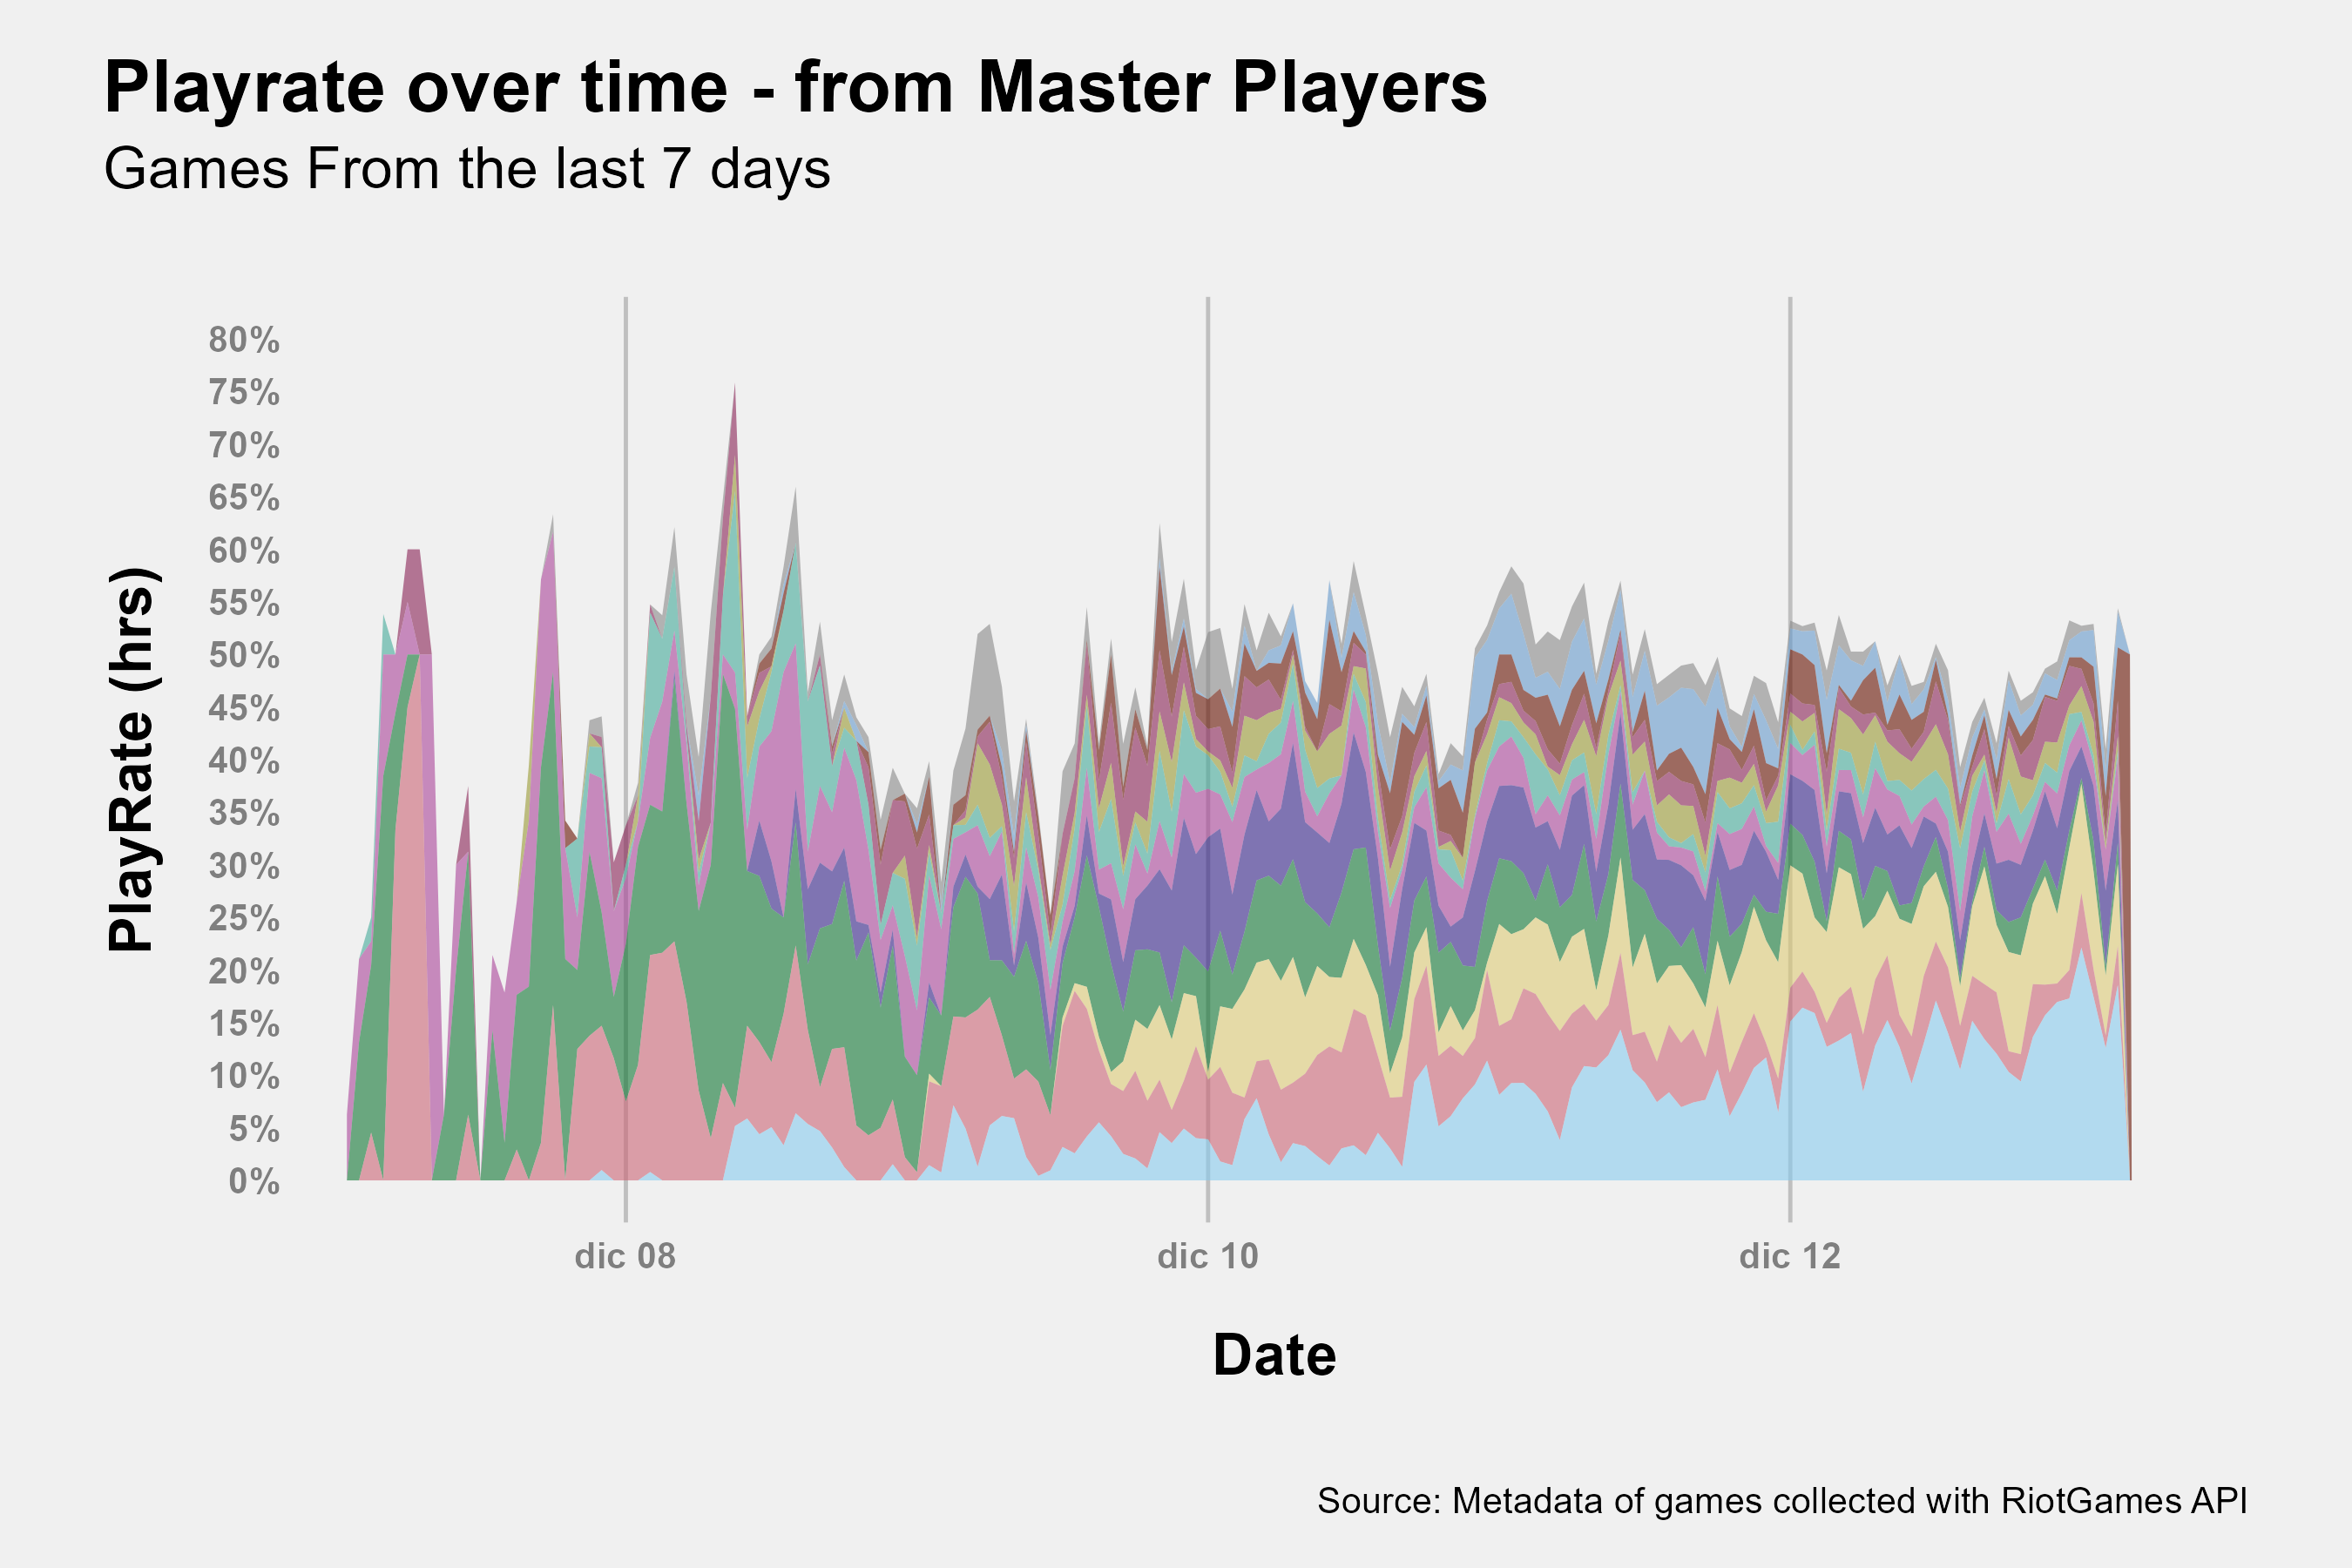 Playrate over time - from Master Players
Games From the last 7 days
PlayRate (hrs)
80%
75%
70%
65%
60%
55%
50%
45%
40%
35%
30%
25%
20%
15%
10%
5%
0%
dic 08
dic 10
dic 12
Date
Source: Metadata of games collected with RiotGames API